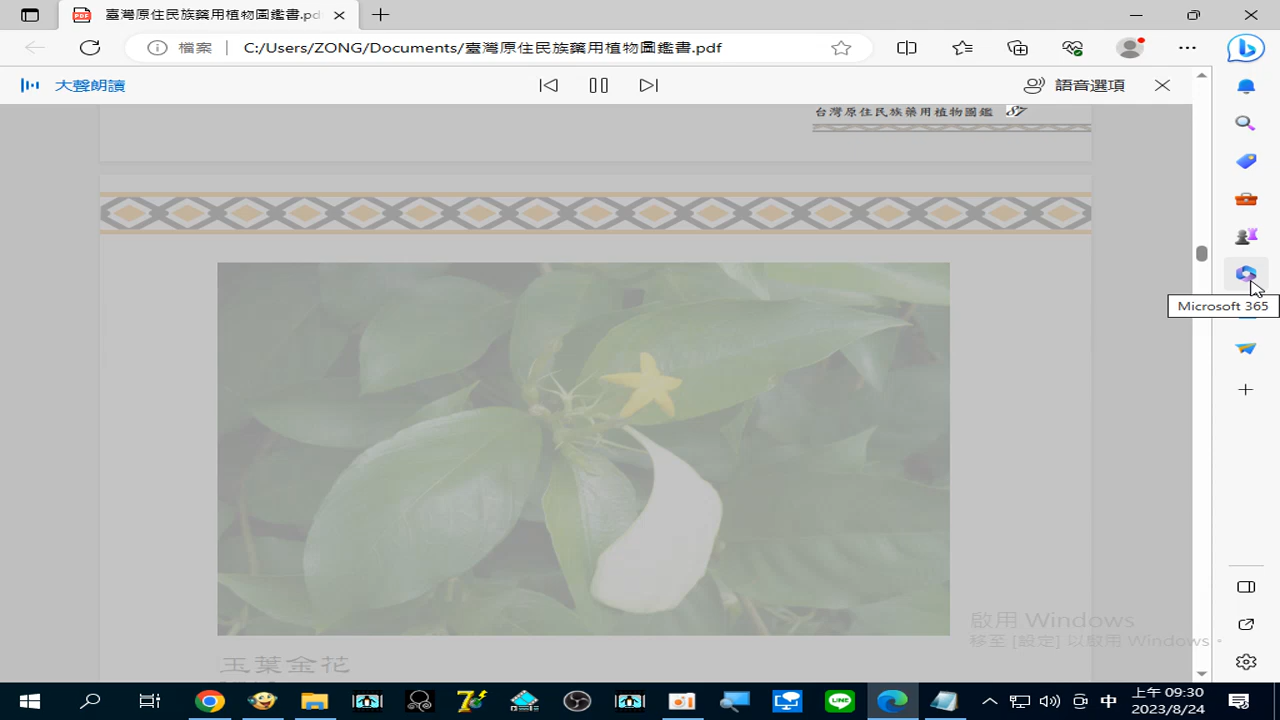 臺灣原住民族藥用植物圖鑑書.pd
檔案
C:/Users/ZONG/Documents/臺灣原住民族藥用植物圖鑑書.pdf
大聲朗讀
語音選項
台灣原住民族藥用植物圖鑑 87
Microsoft 365
啟用 Windows
移至 [設定] 以啟用 Windows。
玉葉金花
中
上午 09:30
2023/8/24